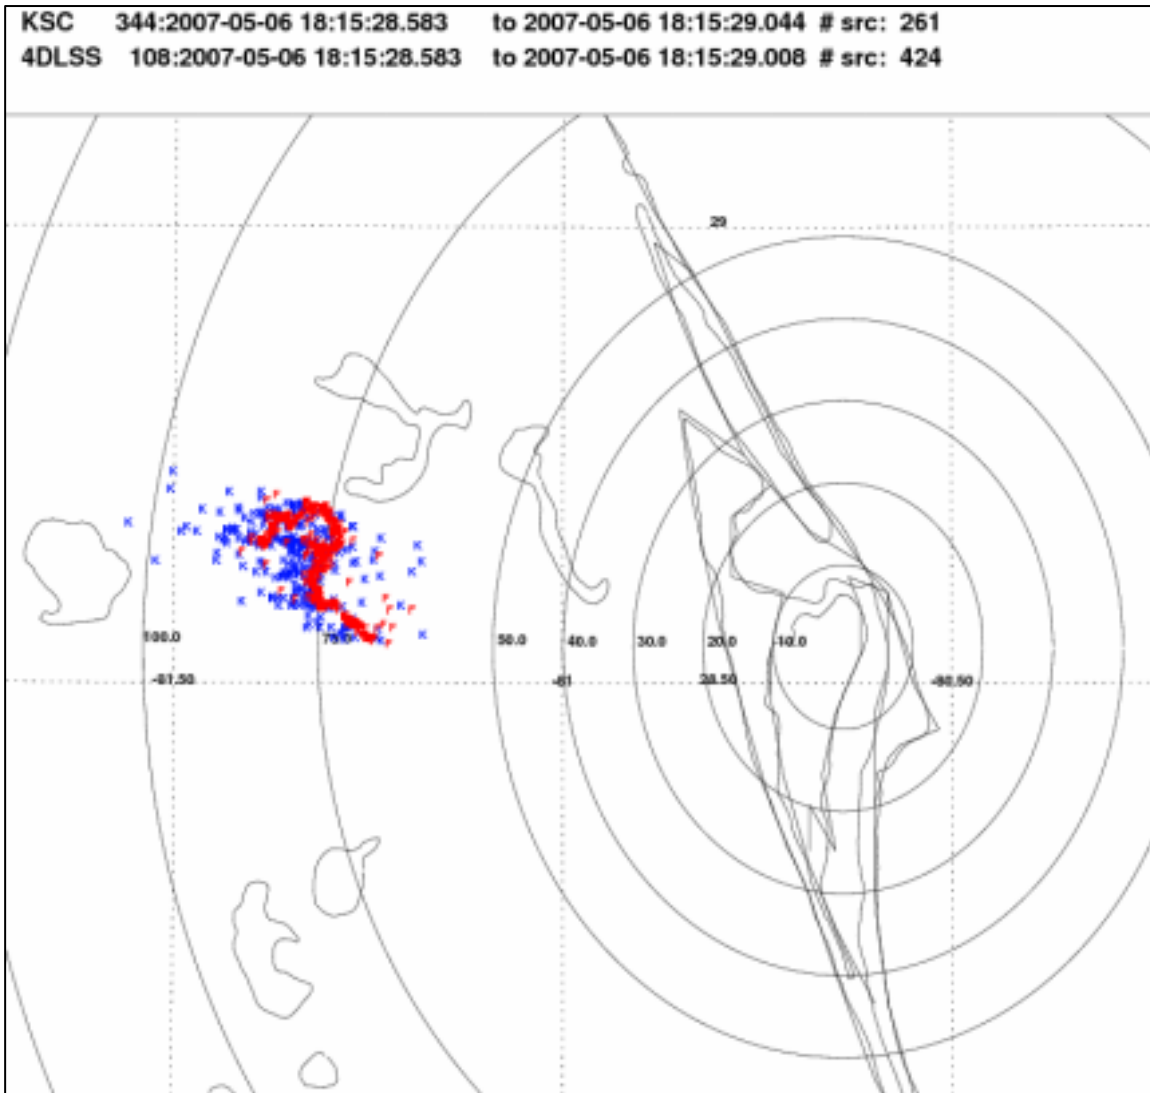 KSC 344:2007-05-06 18:15:28.583 to 2007-05-06 18:15:29.044 # src: 261
4DLSS 108:2007-05-06 18:15:28.583 to 2007-05-06 18:15:29.008 # src: 424
29
100.0 50.0 40.0 30.0 20.0 10.0
-81.50 -81 28.50 -80.50